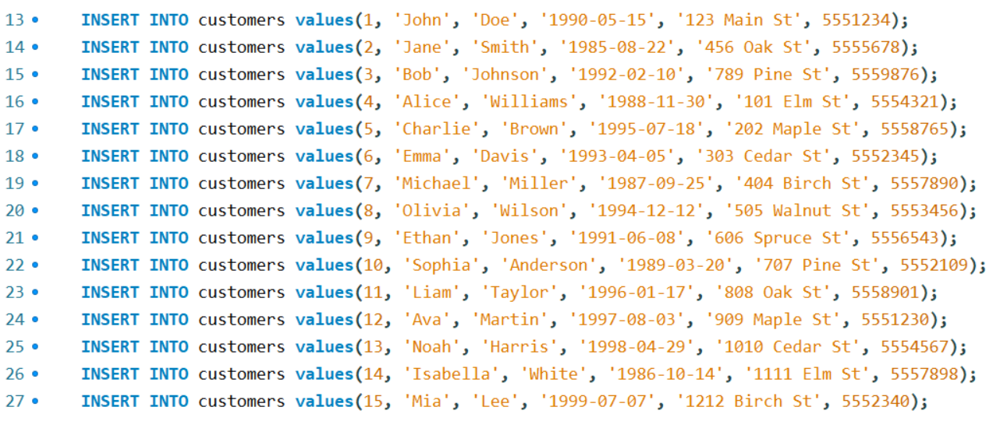 13 • INSERT INTO customers values(1, 'John', 'Doe', '1990-05-15', '123 Main St', 5551234);
14 • INSERT INTO customers values(2, 'Jane', 'Smith', '1985-08-22', '456 Oak St', 5555678);
15 • INSERT INTO customers values(3, 'Bob', 'Johnson', '1992-02-10', '789 Pine St', 5559876);
16 • INSERT INTO customers values(4, 'Alice', 'Williams', '1988-11-30', '101 Elm St', 5554321);
17 • INSERT INTO customers values(5, 'Charlie', 'Brown', '1995-07-18', '202 Maple St', 5558765);
18 • INSERT INTO customers values(6, 'Emma', 'Davis', '1993-04-05', '303 Cedar St', 5552345);
19 • INSERT INTO customers values(7, 'Michael', 'Miller', '1987-09-25', '404 Birch St', 5557890);
20 • INSERT INTO customers values(8, 'Olivia', 'Wilson', '1994-12-12', '505 Walnut St', 5553456);
21 • INSERT INTO customers values(9, 'Ethan', 'Jones', '1991-06-08', '606 Spruce St', 5556543);
22 • INSERT INTO customers values(10, 'Sophia', 'Anderson', '1989-03-20', '707 Pine St', 5552109);
23 • INSERT INTO customers values(11, 'Liam', 'Taylor', '1996-01-17', '808 Oak St', 5558901);
24 • INSERT INTO customers values(12, 'Ava', 'Martin', '1997-08-03', '909 Maple St', 5551230);
25 • INSERT INTO customers values(13, 'Noah', 'Harris', '1998-04-29', '1010 Cedar St', 5554567);
26 • INSERT INTO customers values(14, 'Isabella', 'White', '1986-10-14', '1111 Elm St', 5557898);
27 • INSERT INTO customers values(15, 'Mia', 'Lee', '1999-07-07', '1212 Birch St', 5552340);